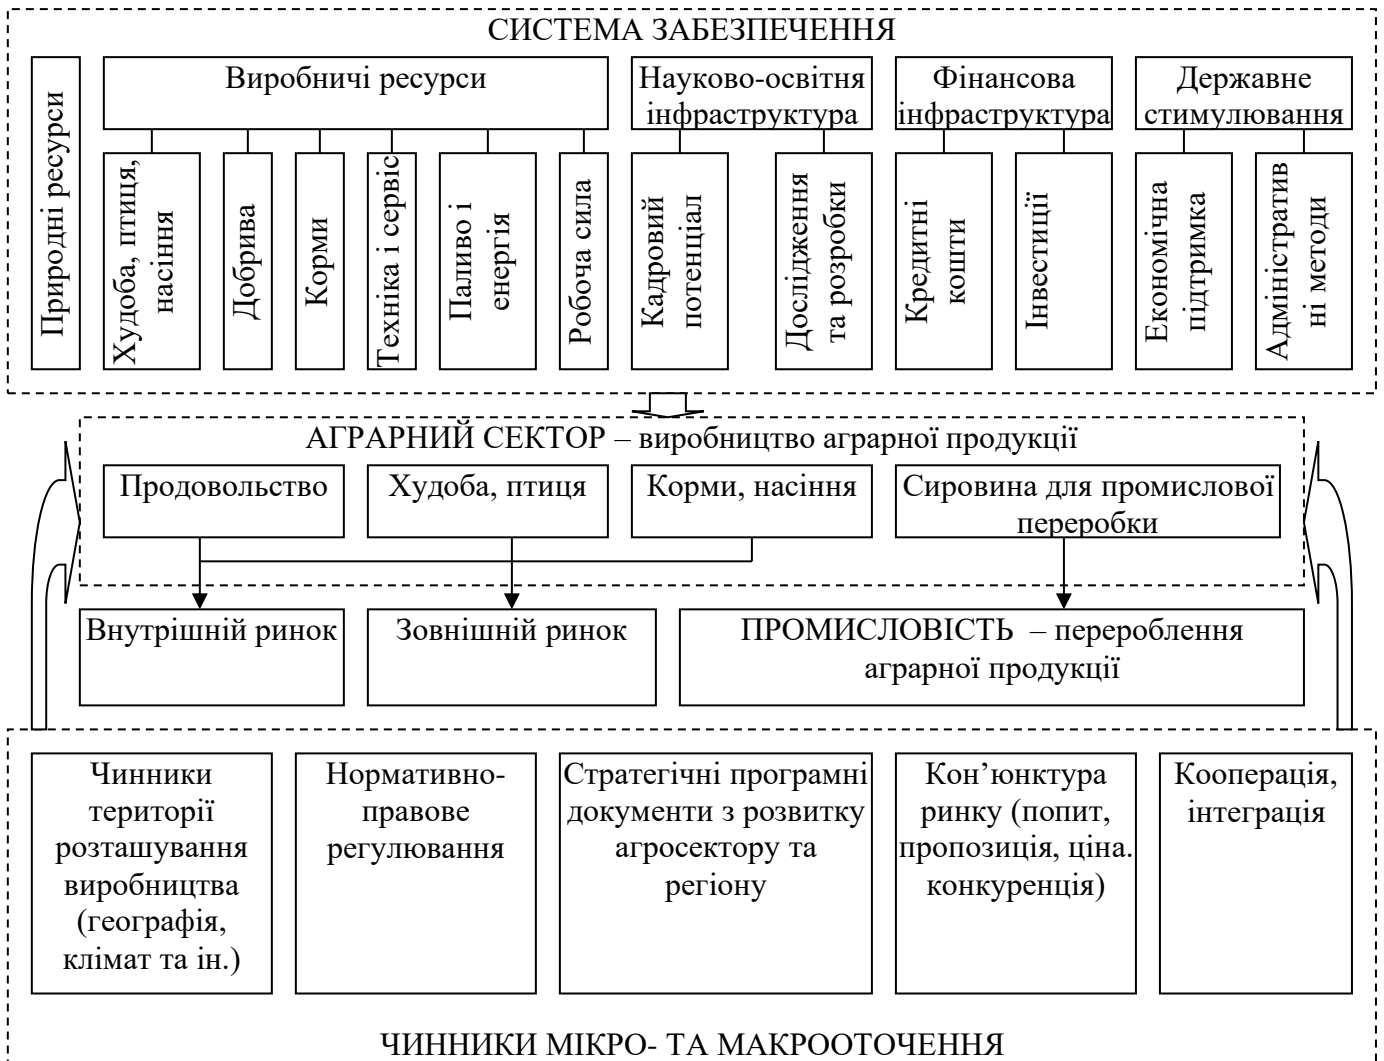 СИСТЕМА ЗАБЕЗПЕЧЕННЯ
Природні ресурси
Виробничі ресурси
Науково-освітня
інфраструктура
Фінансова
інфраструктура
Державне
стимулювання
Худоба, птиця,
насіння
Добрива
Корми
Техніка і сервіс
Паливо і
енергія
Робоча сила
Кадровий
потенціал
Дослідження
та розробки
Кредитні
кошти
Інвестиції
Економічна
підтримка
Адміністратив
ні методи
АГРАРНИЙ СЕКТОР – виробництво аграрної продукції
Продовольство
Худоба, птиця
Корми, насіння
Сировина для промислової
переробки
Внутрішній ринок
Зовнішній ринок
ПРОМИСЛОВІСТЬ – перероблення
аграрної продукції
Чинники
території
розташування
виробництва
(географія,
клімат та ін.)
Нормативно-
правове
регулювання
Стратегічні програмні
документи з розвитку
агросектору та
регіону
Кон’юнктура
ринку (попит,
пропозиція, ціна.
конкуренція)
Кооперація,
інтеграція
ЧИННИКИ МІКРО- ТА МАКРООТОЧЕННЯ